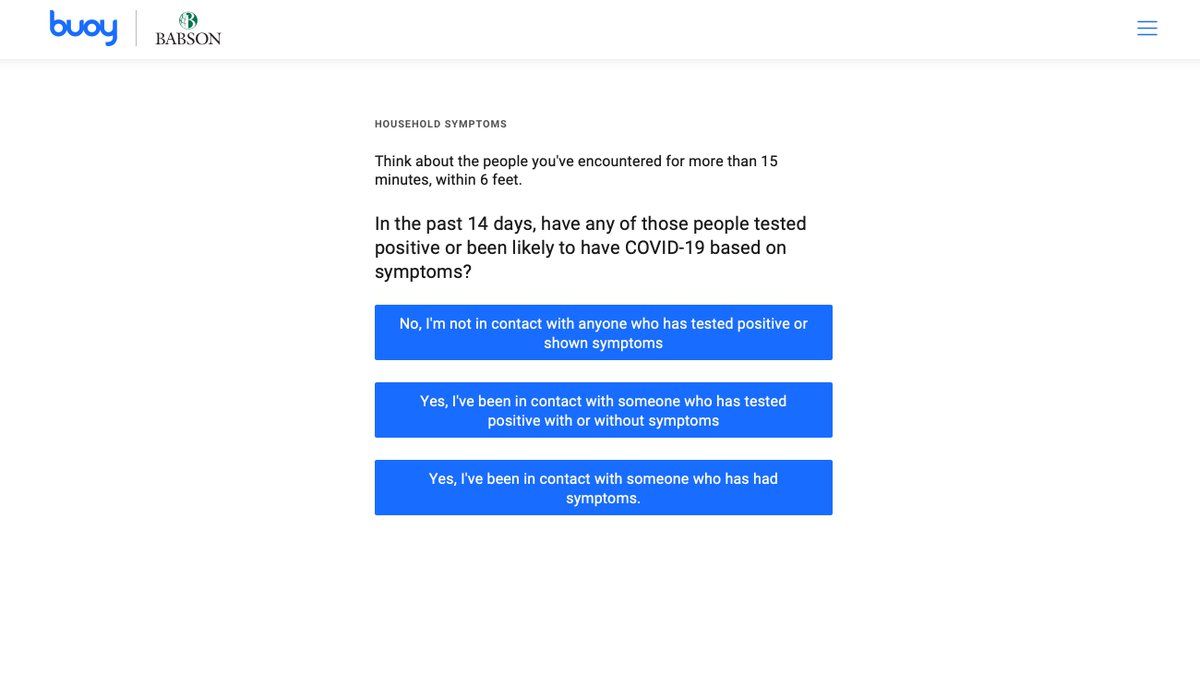 buoy
BABSON
HOUSEHOLD SYMPTOMS
Think about the people you've encountered for more than 15
minutes, within 6 feet.
In the past 14 days, have any of those people tested
positive or been likely to have COVID-19 based on
symptoms?
No, I'm not in contact with anyone who has tested positive or
shown symptoms
Yes, I've been in contact with someone who has tested
positive with or without symptoms
Yes, I've been in contact with someone who has had
symptoms.